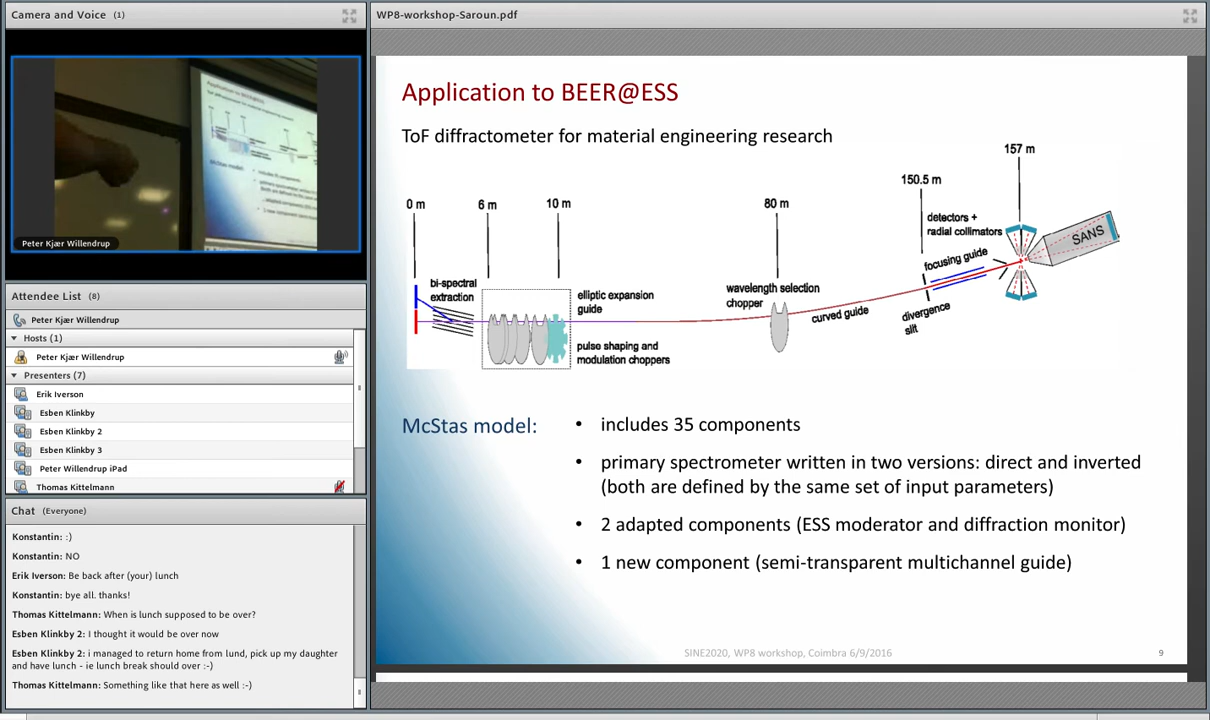 Camera and Voice (1)
Peter Kjær Willendrup
Attendee List (8)
Peter Kjær Willendrup
Hosts (1)
Peter Kjær Willendrup
Presenters (7)
Erik Iverson
Esben Klinkby
Esben Klinkby 2
Esben Klinkby 3
Peter Willendrup iPad
Thomas Kittelmann
Chat (Everyone)
Konstantin: :)
Konstantin: NO
Erik Iverson: Be back after (your) lunch
Konstantin: bye all. thanks!
Thomas Kittelmann: When is lunch supposed to be over?
Esben Klinkby 2: I thought it would be over now
Esben Klinkby 2: i managed to return home from lund, pick up my daughter
and have lunch - ie lunch break should over :-)
Thomas Kittelmann: Something like that here as well :-)
WP8-workshop-Saroun.pdf
Application to BEER@ESS
ToF diffractometer for material engineering research
0 m
6 m
10 m
80 m
150.5 m
157 m
bi-spectral
extraction
elliptic expansion
guide
pulse shaping and
modulation choppers
wavelength selection
chopper
curved guide
detectors +
radial collimators
focusing guide
divergence
slit
SANS
McStas model:
• includes 35 components
• primary spectrometer written in two versions: direct and inverted
(both are defined by the same set of input parameters)
• 2 adapted components (ESS moderator and diffraction monitor)
• 1 new component (semi-transparent multichannel guide)
SINE2020, WP8 workshop, Coimbra 6/9/2016
9